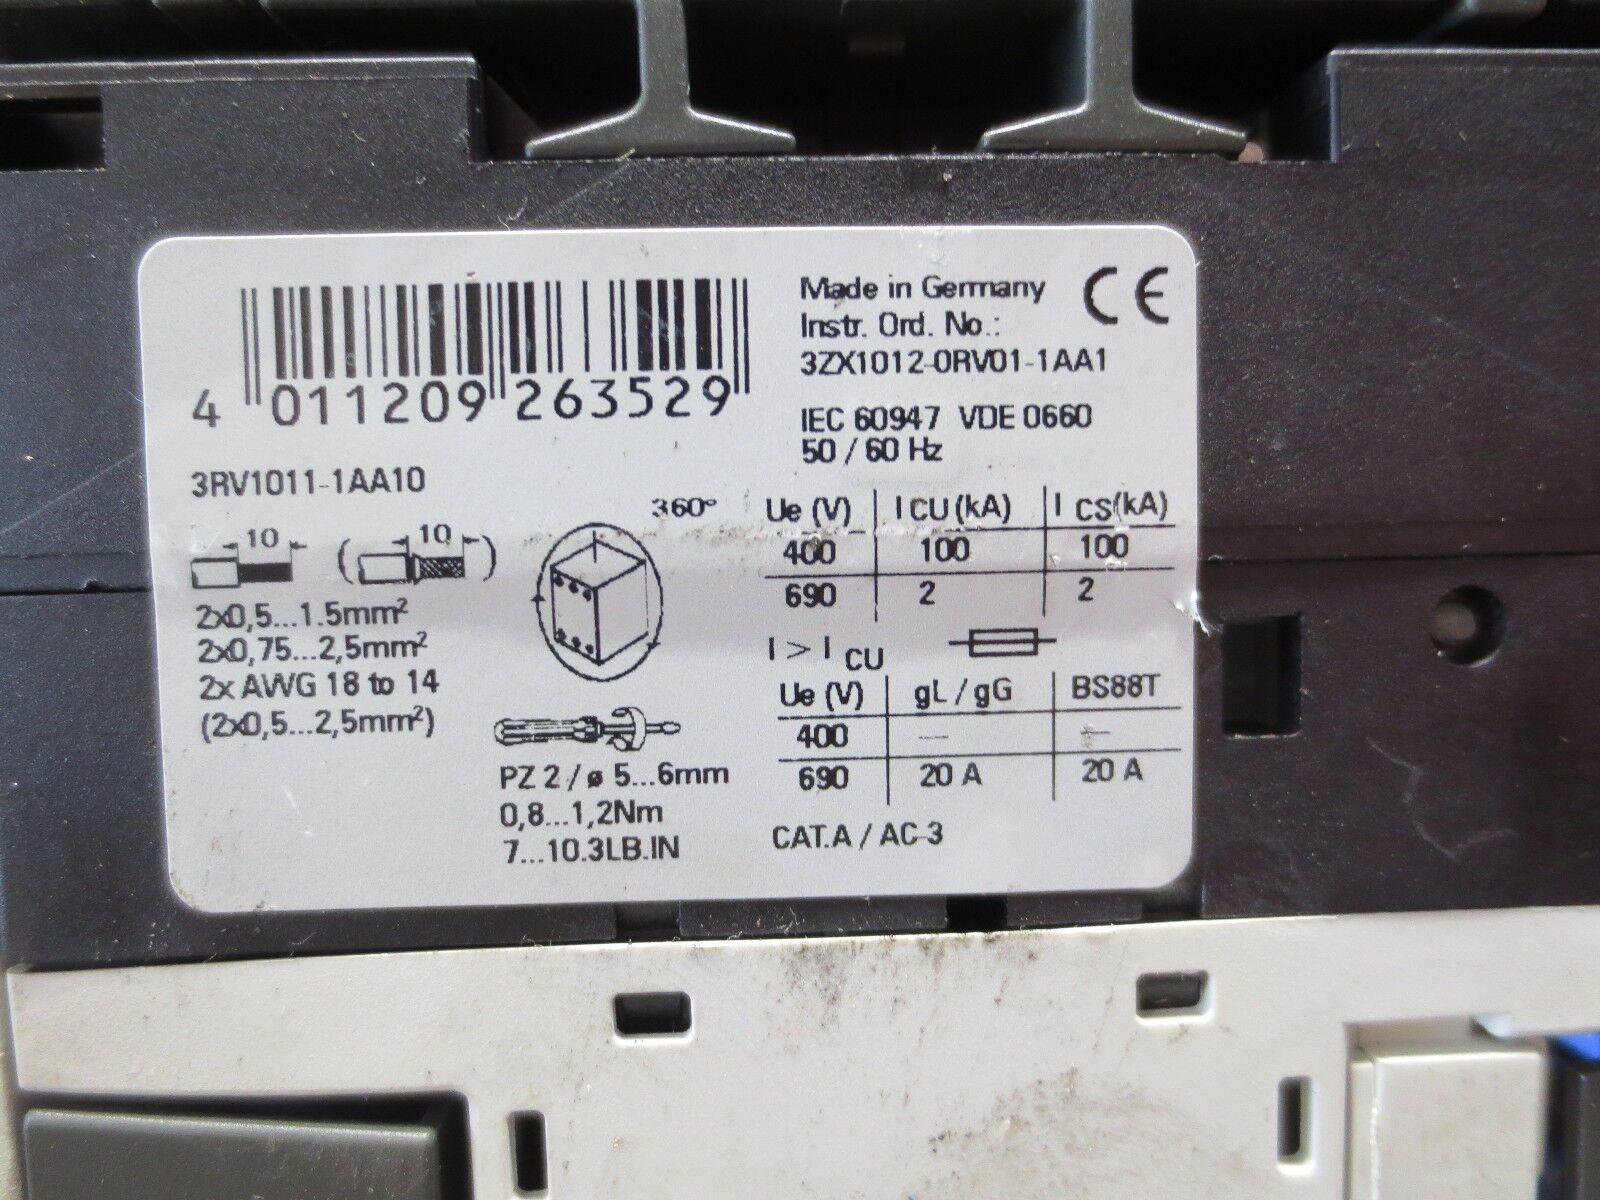 4 011209 263529
3RV1011-1AA10
Made in Germany CE
Instr. Ord. No.:
3ZX1012-0RV01-1AA1
IEC 60947 VDE 0660
50 / 60 Hz
10 ( 10 )
2x0,5...1.5mm²
2x0,75...2,5mm²
2x AWG 18 to 14
(2x0,5...2,5mm²)
360°
PZ 2 / ø 5...6mm
0,8...1,2Nm
7...10.3LB.IN
Ue (V) I CU (kA) I CS (kA)
400 100 100
690 2 2
I > I CU
Ue (V) gL / gG BS88T
400 — —
690 20 A 20 A
CAT.A / AC-3